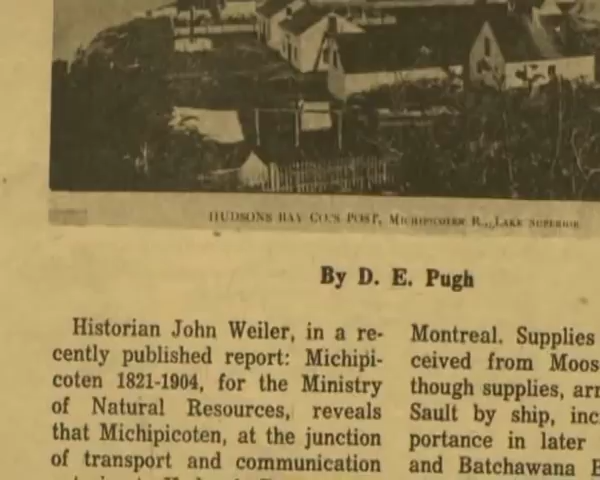 HUDSONS BAY CO'S POST, MICHIPICOTEN R., LAKE SUPERIOR
By D. E. Pugh
Historian John Weiler, in a re-
cently published report: Michipi-
coten 1821-1904, for the Ministry
of Natural Resources, reveals
that Michipicoten, at the junction
of transport and communication
Montreal. Supplies
ceived from Moos
though supplies, arr
Sault by ship, inc
portance in later
and Batchawana B